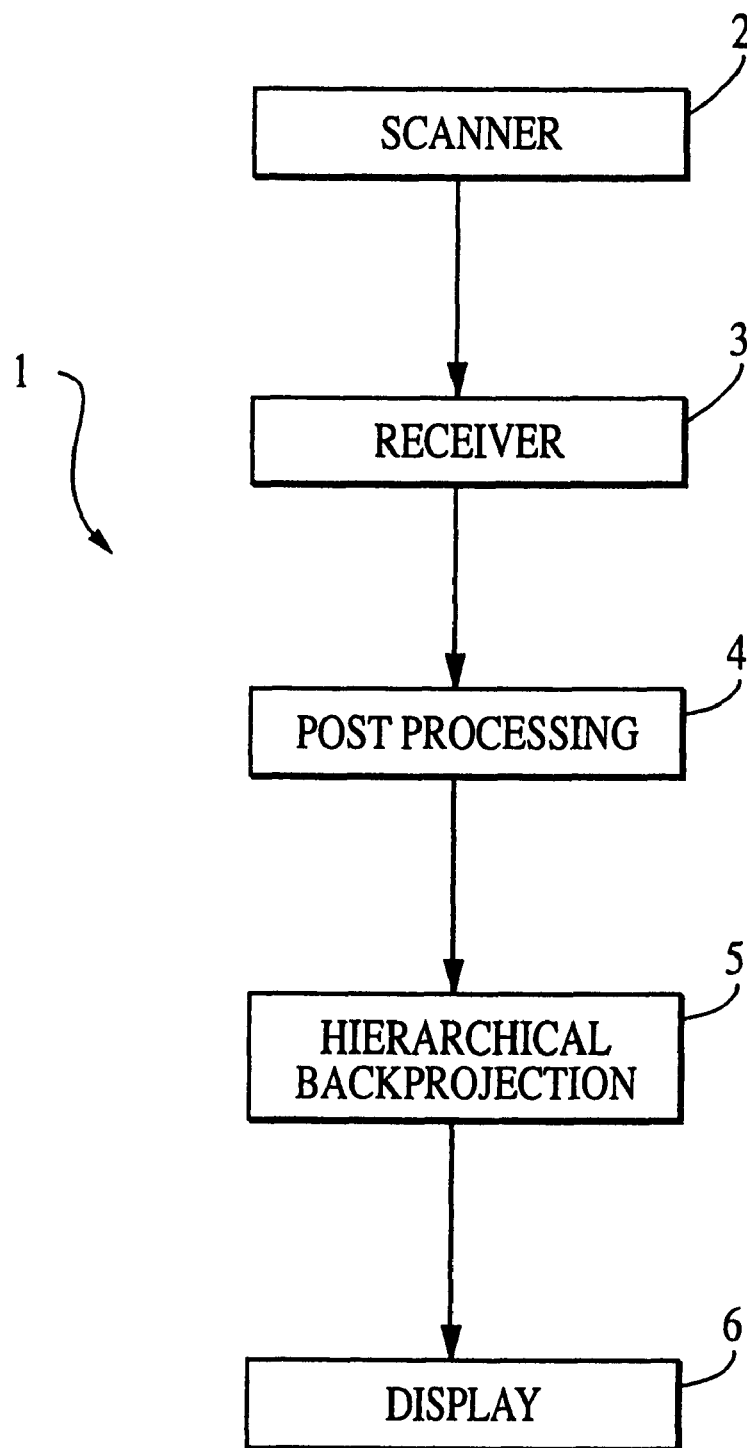 2
SCANNER
3
1
RECEIVER
4
POST PROCESSING
5
HIERARCHICAL
BACKPROJECTION
6
DISPLAY